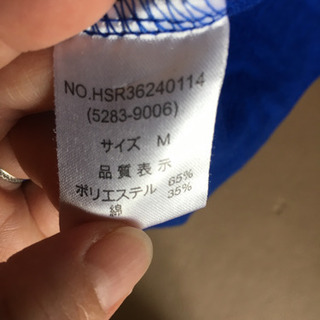 NO.HSR36240114
(5283-9006)
サイズ M
品質表示
ポリエステル 65%
綿 35%